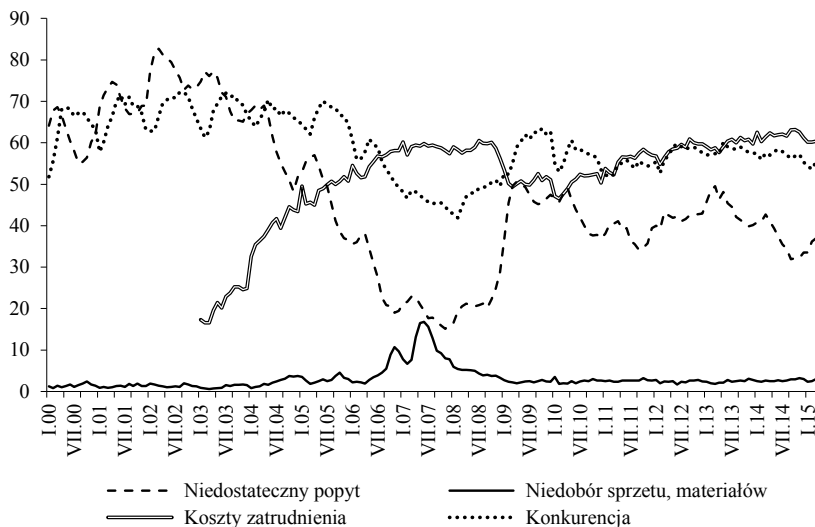 90
80
70
60
50
40
30
20
10
0
I.00
VII.00
I.01
VII.01
I.02
VII.02
I.03
VII.03
I.04
VII.04
I.05
VII.05
I.06
VII.06
I.07
VII.07
I.08
VII.08
I.09
VII.09
I.10
VII.10
I.11
VII.11
I.12
VII.12
I.13
VII.13
I.14
VII.14
I.15
Niedostateczny popyt
Niedobór sprzetu, materiałów
Koszty zatrudnienia
Konkurencja